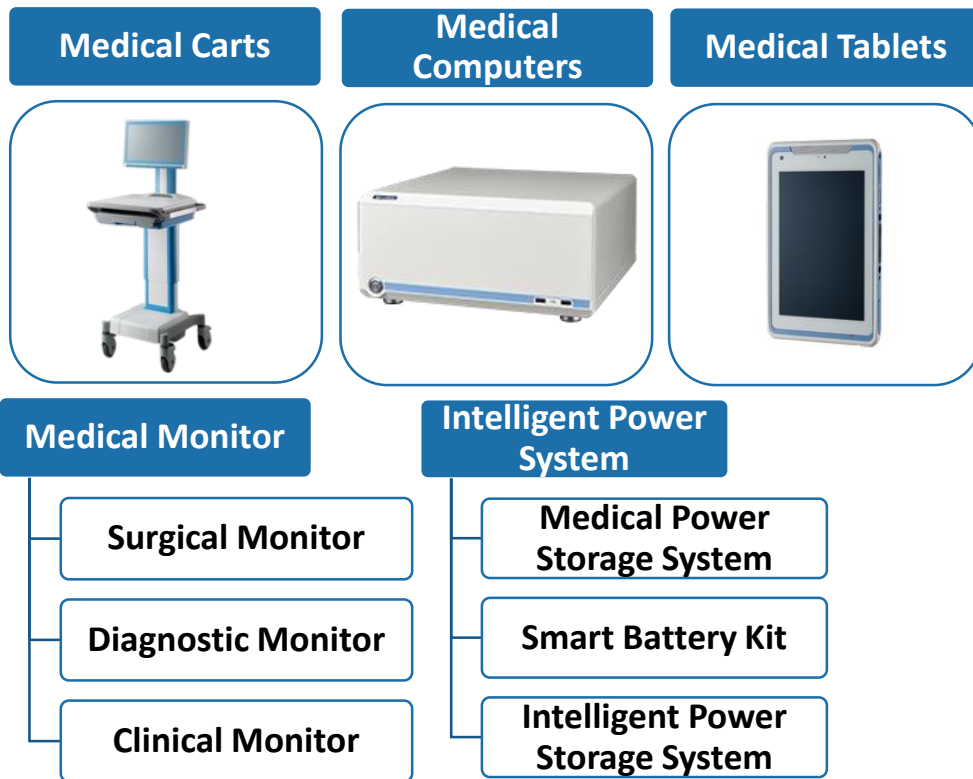 Medical Carts
Medical
Computers
Medical Tablets
Medical Monitor
Surgical Monitor
Diagnostic Monitor
Clinical Monitor
Intelligent Power
System
Medical Power
Storage System
Smart Battery Kit
Intelligent Power
Storage System